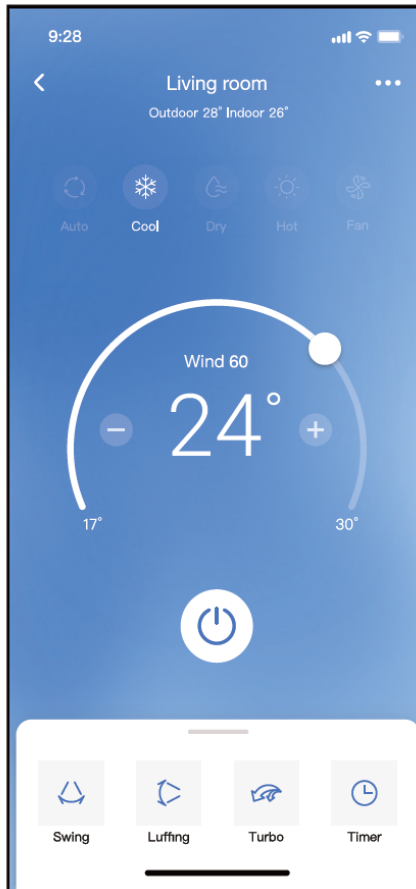 9:28
Living room
Outdoor 28° Indoor 26°
Auto Cool Dry Hot Fan
Wind 60
24°
17° 30°
Swing Luffing Turbo Timer